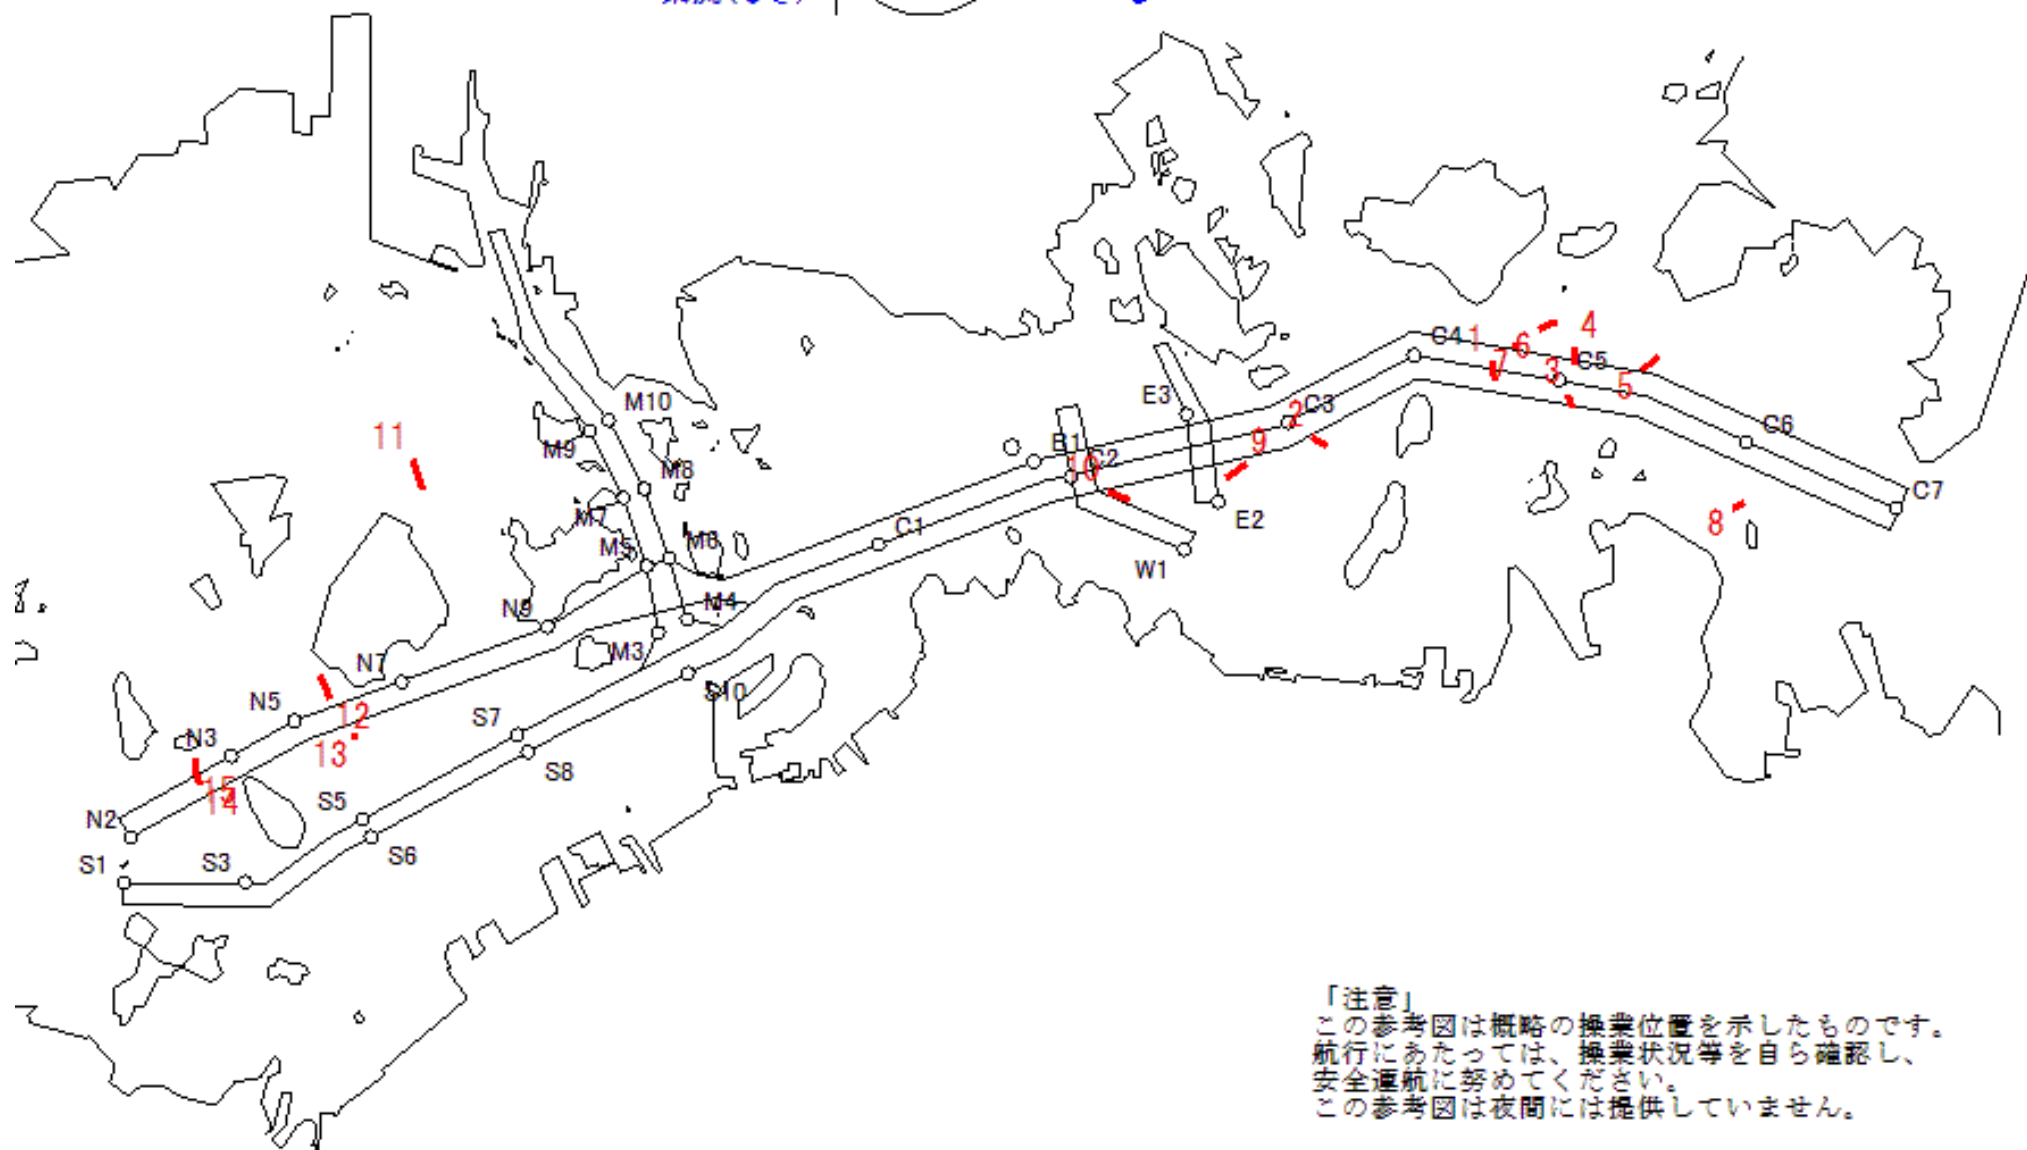 C4
1
6
4
7
C5
3
5
M10
E3
2
C3
C6
11
M9
B1
9
M8
10
C2
C7
M7
E2
8
M5
M6
C1
W1
N9
M4
M3
N7
N5
12
S10
S7
N3
13
S8
15
14
S5
N2
S6
S1
S3
「注意」
この参考図は概略の操業位置を示したものです。
航行にあたっては、操業状況等を自ら確認し、
安全運航に努めてください。
この参考図は夜間には提供していません。